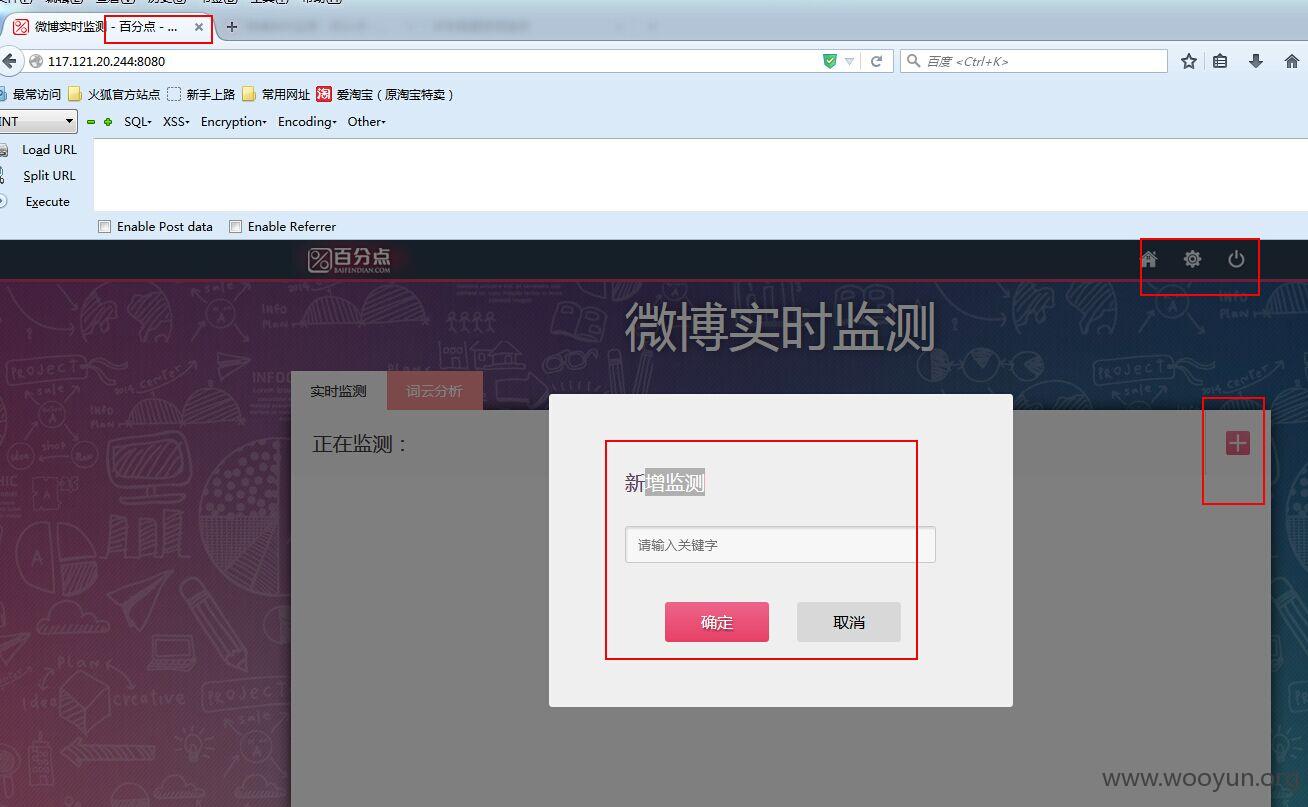 微博实时监测 - 百分点 - ...
117.121.20.244:8080
百度 <Ctrl+K>
最常访问 火狐官方站点 新手上路 常用网址 淘 爱淘宝（原淘宝特卖）
INT SQL XSS Encryption Encoding Other
Load URL
Split URL
Execute
Enable Post data Enable Referrer
百分点
BAIFENDIAN.COM
微博实时监测
实时监测 词云分析
正在监测：
新增监测
请输入关键字
确定 取消
www.wooyun.org